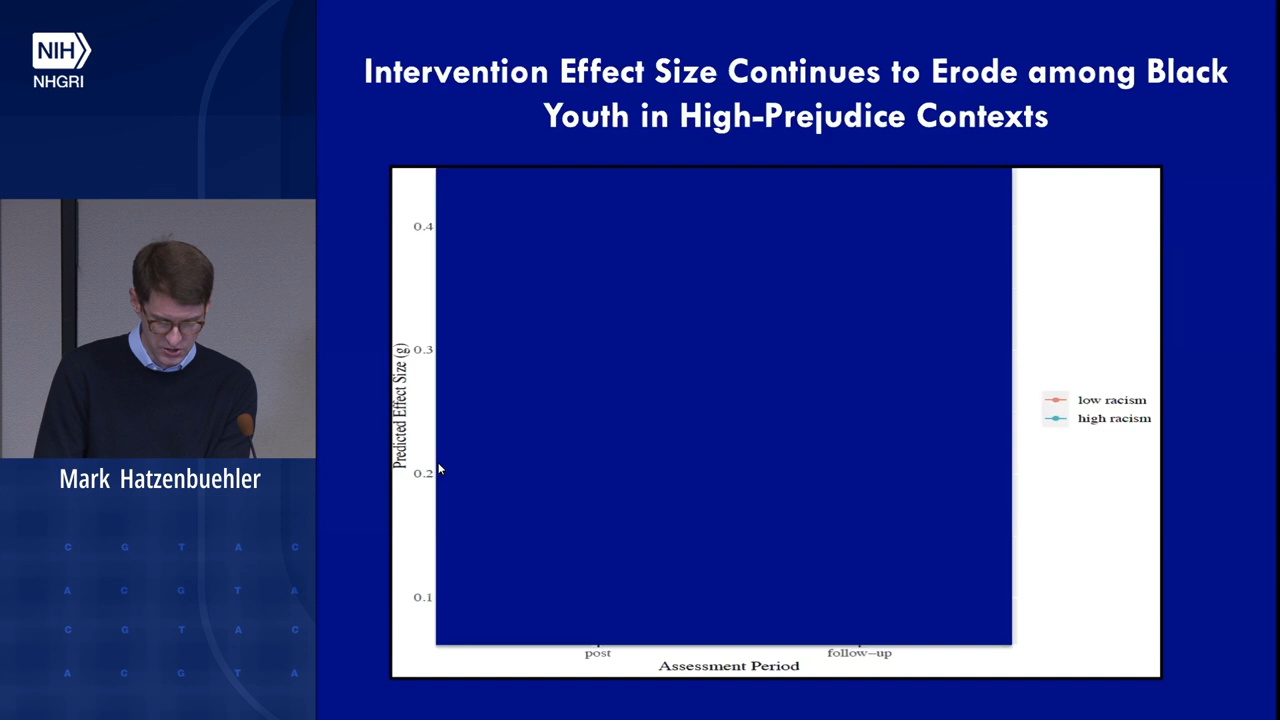 NIH
NHGRI
Intervention Effect Size Continues to Erode among Black
Youth in High-Prejudice Contexts
0.4
0.3
0.2
0.1
Predicted Effect Size (g)
post
follow–up
Assessment Period
low racism
high racism
Mark Hatzenbuehler
C G T A C
A C G T A
C G T A C
A C G T A